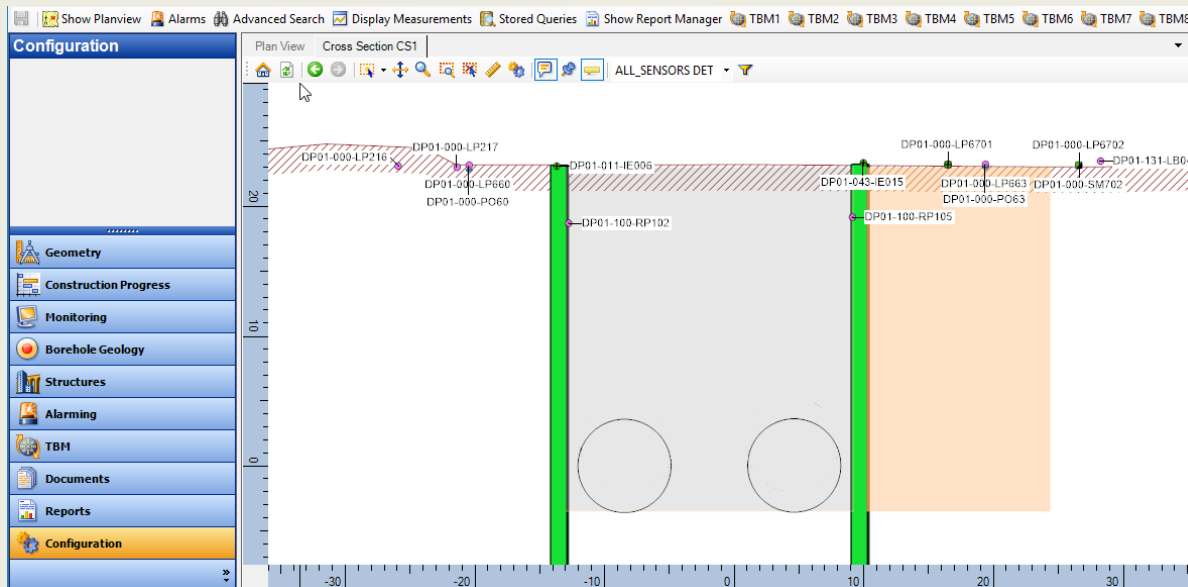 Show Planview Alarms Advanced Search Display Measurements Stored Queries Show Report Manager TBM1 TBM2 TBM3 TBM4 TBM5 TBM6 TBM7 TBM8
Configuration
Plan View Cross Section CS1
ALL_SENSORS DET
DP01-000-LP216
DP01-000-LP217
DP01-000-LP660
DP01-000-PO60
DP01-011-IE006
DP01-100-RP102
DP01-043-IE015
DP01-100-RP105
DP01-000-LP6701
DP01-000-LP6702
DP01-131-LB04
DP01-000-LP663
DP01-000-SM702
DP01-000-PO63
20
10
0
-30 -20 -10 0 10 20 30
Geometry
Construction Progress
Monitoring
Borehole Geology
Structures
Alarming
TBM
Documents
Reports
Configuration
»